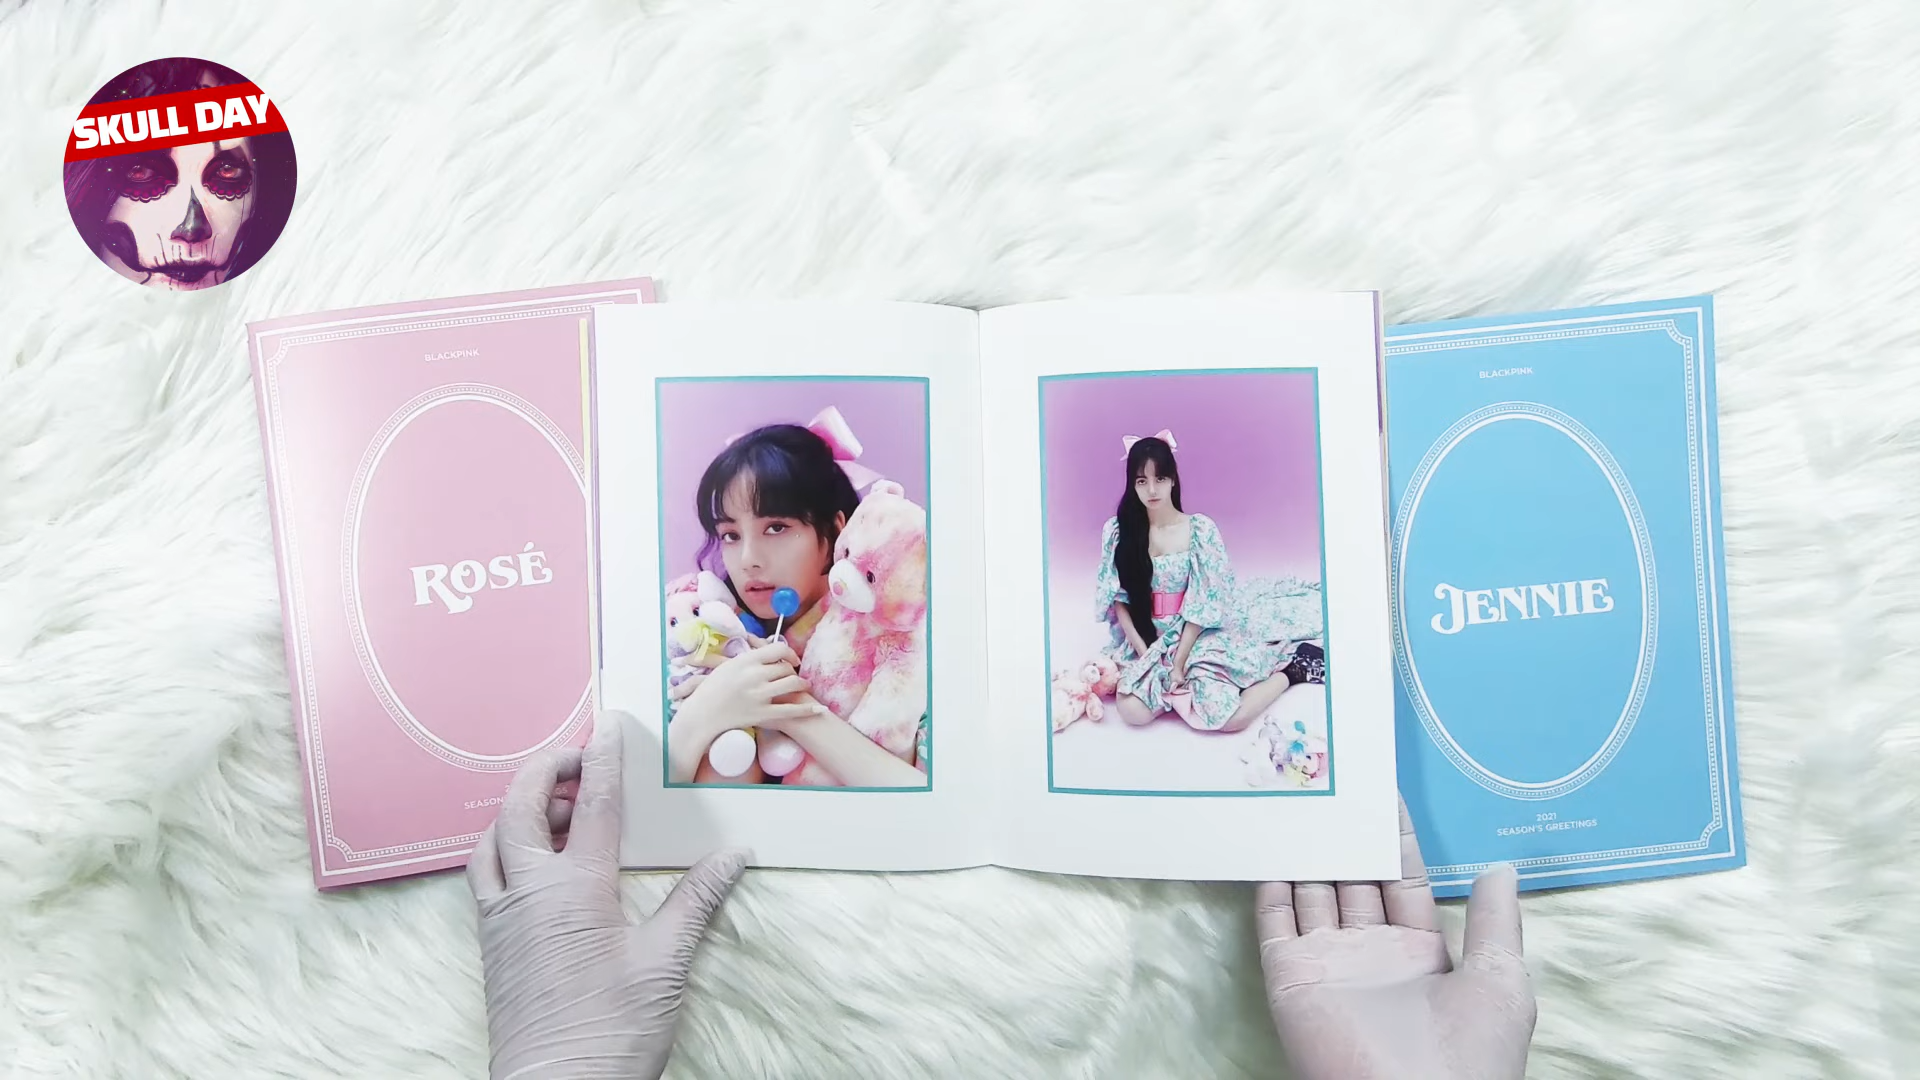 SKULL DAY
BLACKPINK
ROSÉ
SEASON'S
BLACKPINK
JENNIE
2021
SEASON'S GREETINGS